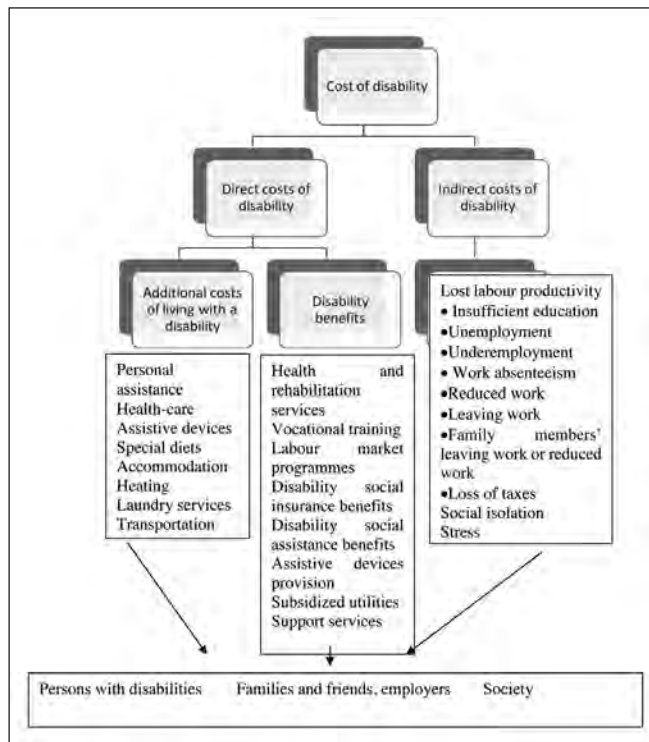 Cost of disability
Direct costs of
disability
Indirect costs of
disability
Additional costs
of living with a
disability
Disability
benefits
Personal
assistance
Health-care
Assistive devices
Special diets
Accommodation
Heating
Laundry services
Transportation
Health and
rehabilitation
services
Vocational training
Labour market
programmes
Disability social
insurance benefits
Disability social
assistance benefits
Assistive devices
provision
Subsidized utilities
Support services
Lost labour productivity
• Insufficient education
•Unemployment
•Underemployment
• Work absenteeism
•Reduced work
•Leaving work
•Family members'
leaving work or reduced
work
•Loss of taxes
Social isolation
Stress
Persons with disabilities Families and friends, employers Society